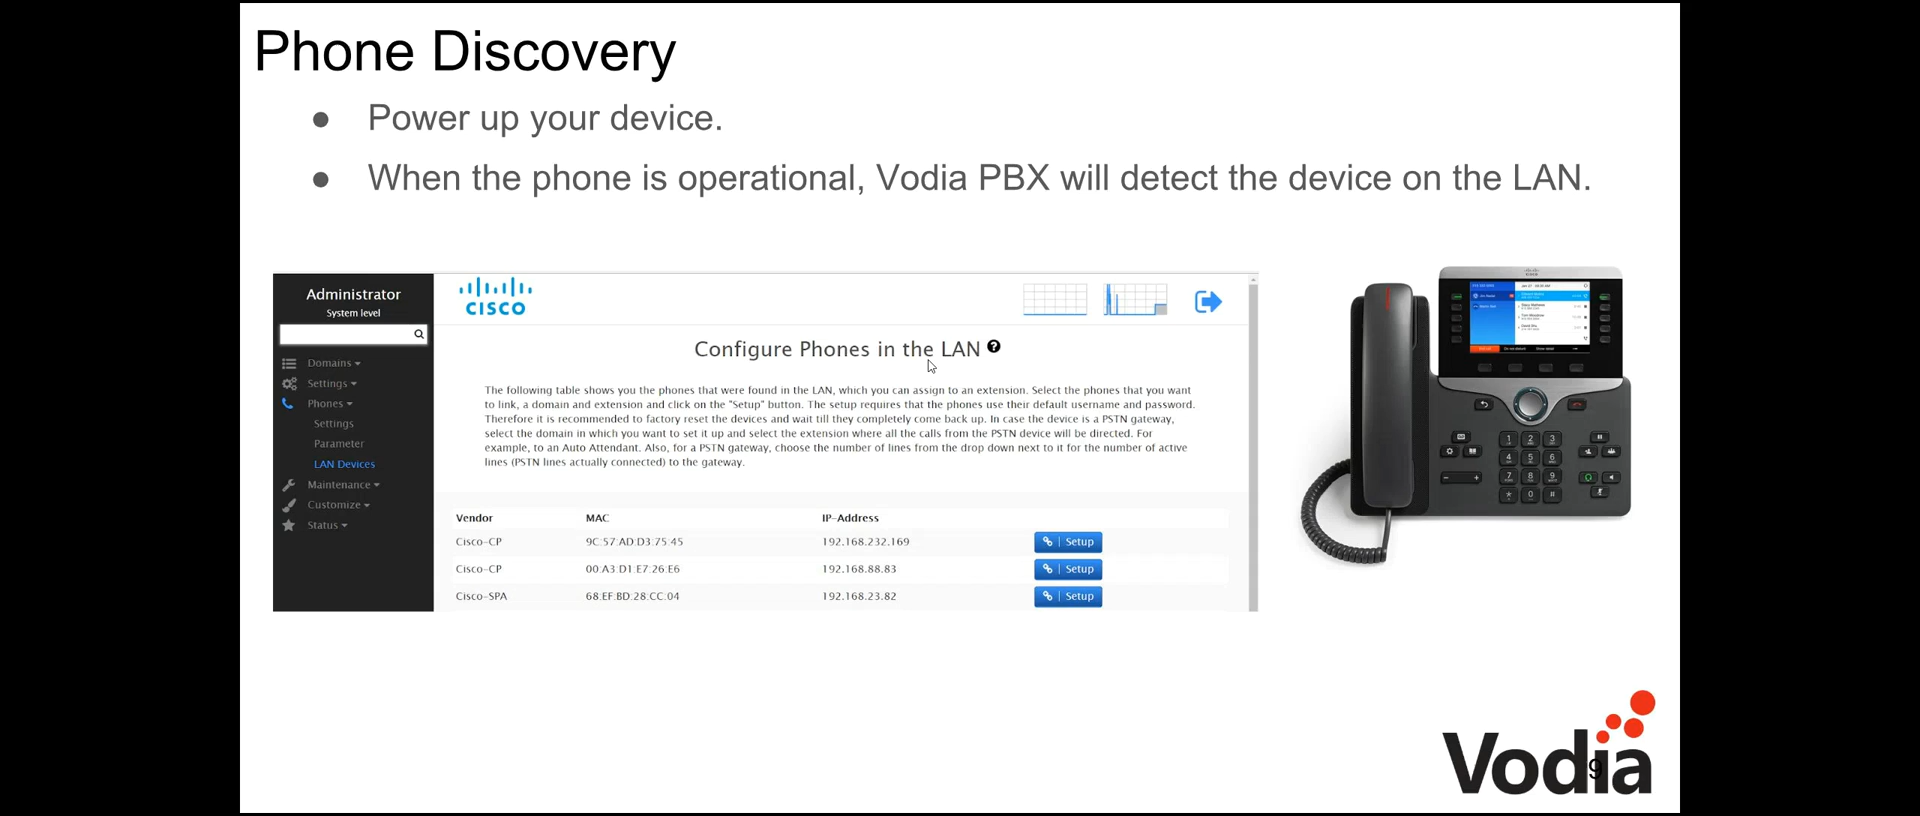 Phone Discovery
● Power up your device.
● When the phone is operational, Vodia PBX will detect the device on the LAN.
Administrator
System level
Domains
Settings
Phones
Settings
Parameter
LAN Devices
Maintenance
Customize
Status
CISCO
Configure Phones in the LAN
The following table shows you the phones that were found in the LAN, which you can assign to an extension. Select the phones that you want
to link, a domain and extension and click on the "Setup" button. The setup requires that the phones use their default username and password.
Therefore it is recommended to factory reset the devices and wait till they completely come back up. In case the device is a PSTN gateway,
select the domain in which you want to set it up and select the extension where all the calls from the PSTN device will be directed. For
example, to an Auto Attendant. Also, for a PSTN gateway, choose the number of lines from the drop down next to it for the number of active
lines (PSTN lines actually connected) to the gateway.
Vendor MAC IP-Address
Cisco-CP 9C:57:AD:D3:75:45 192.168.232.169 Setup
Cisco-CP 00:A3:D1:E7:26:E6 192.168.88.83 Setup
Cisco-SPA 68:EF:BD:28:CC:04 192.168.23.82 Setup
1 2 3
4 5 6
7 8 9
* 0 #
Vodia
9